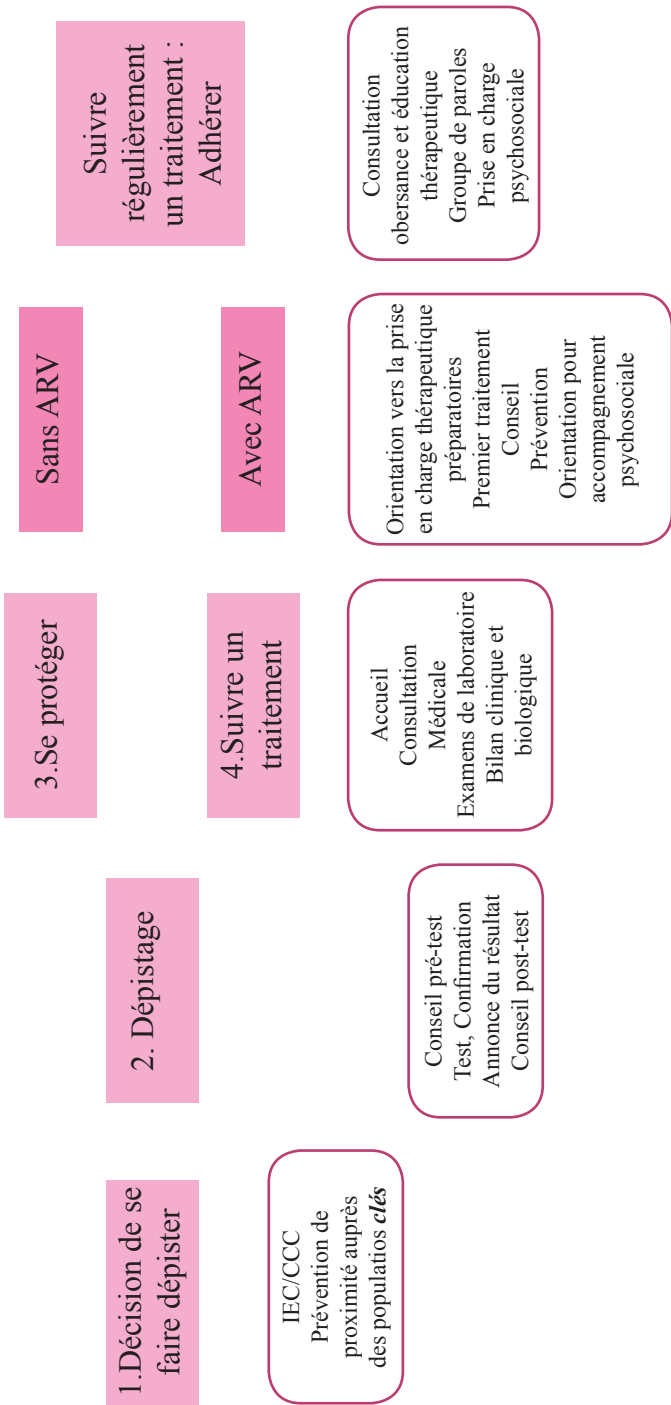 1.Décision de se
faire dépister
IEC/CCC
Prévention de
proximité auprès
des populatios clés
2. Dépistage
Conseil pré-test
Test, Confirmation
Annonce du résultat
Conseil post-test
3.Se protéger
4.Suivre un
traitement
Accueil
Consultation
Médicale
Examens de laboratoire
Bilan clinique et
biologique
Sans ARV
Avec ARV
Orientation vers la prise
en charge thérapeutique
préparatoires
Premier traitement
Conseil
Prévention
Orientation pour
accompagnement
psychosociale
Suivre
régulièrement
un traitement :
Adhérer
Consultation
obersance et éducation
thérapeutique
Groupe de paroles
Prise en charge
psychosociale